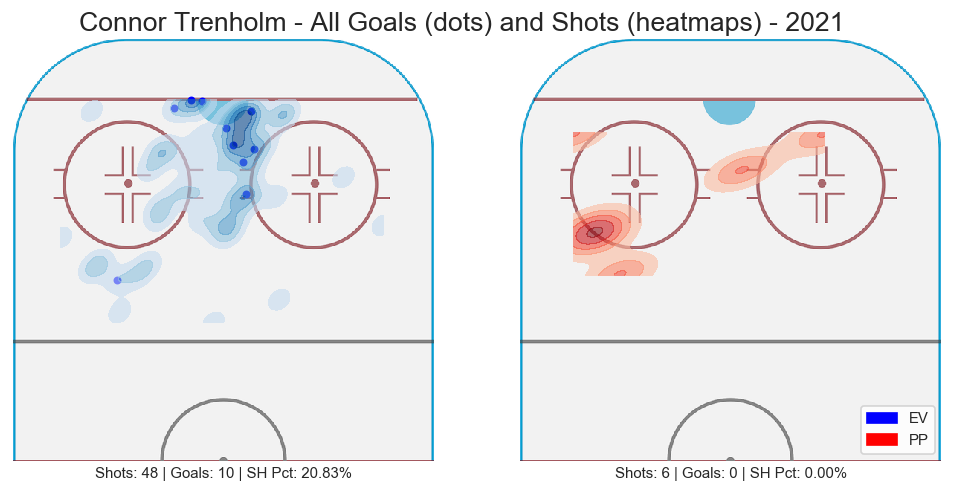 Connor Trenholm - All Goals (dots) and Shots (heatmaps) - 2021
EV
PP
Shots: 48 | Goals: 10 | SH Pct: 20.83%
Shots: 6 | Goals: 0 | SH Pct: 0.00%